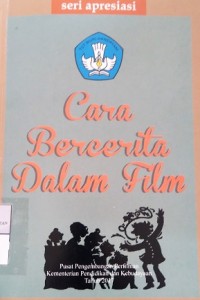 seri apresiasi
Cara
Bercerita
Dalam Film
Pusat Pengembangan Perfilman
Kementerian Pendidikan dan Kebudayaan